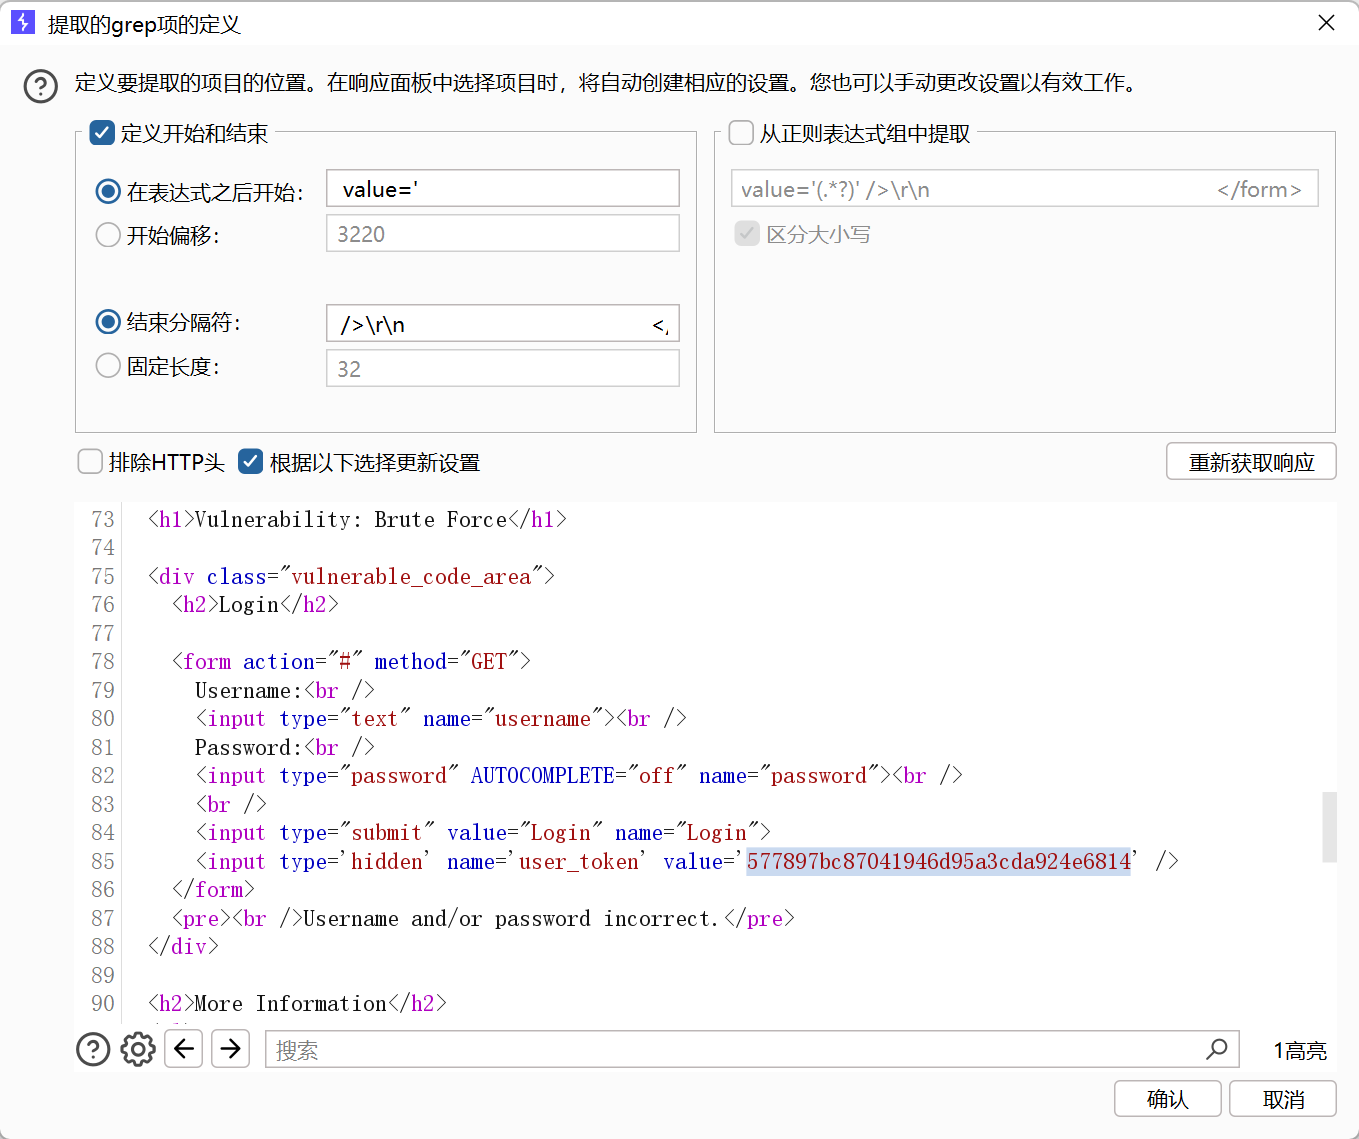 提取的grep项的定义
定义要提取的项目的位置。在响应面板中选择项目时，将自动创建相应的设置。您也可以手动更改设置以有效工作。
定义开始和结束
在表达式之后开始： value='
开始偏移： 3220
结束分隔符： />\r\n <,
固定长度： 32
从正则表达式组中提取
value='(.*?)' />\r\n </form>
区分大小写
排除HTTP头 根据以下选择更新设置 重新获取响应
73 <h1>Vulnerability: Brute Force</h1>
74
75 <div class="vulnerable_code_area">
76 <h2>Login</h2>
77
78 <form action="#" method="GET">
79 Username:<br />
80 <input type="text" name="username"><br />
81 Password:<br />
82 <input type="password" AUTOCOMPLETE="off" name="password"><br />
83 <br />
84 <input type="submit" value="Login" name="Login">
85 <input type='hidden' name='user_token' value='577897bc87041946d95a3cda924e6814' />
86 </form>
87 <pre><br />Username and/or password incorrect.</pre>
88 </div>
89
90 <h2>More Information</h2>
搜索 1高亮
确认 取消